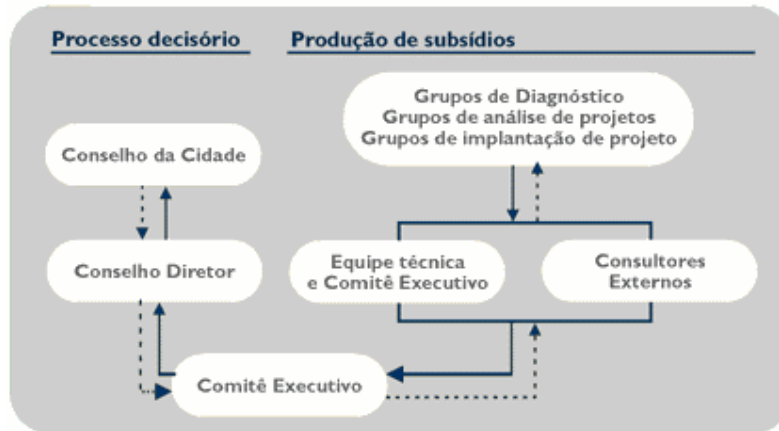 Processo decisório
Produção de subsídios
Grupos de Diagnóstico
Grupos de análise de projetos
Grupos de implantação de projeto
Conselho da Cidade
Conselho Diretor
Equipe técnica
e Comitê Executivo
Consultores
Externos
Comitê Executivo